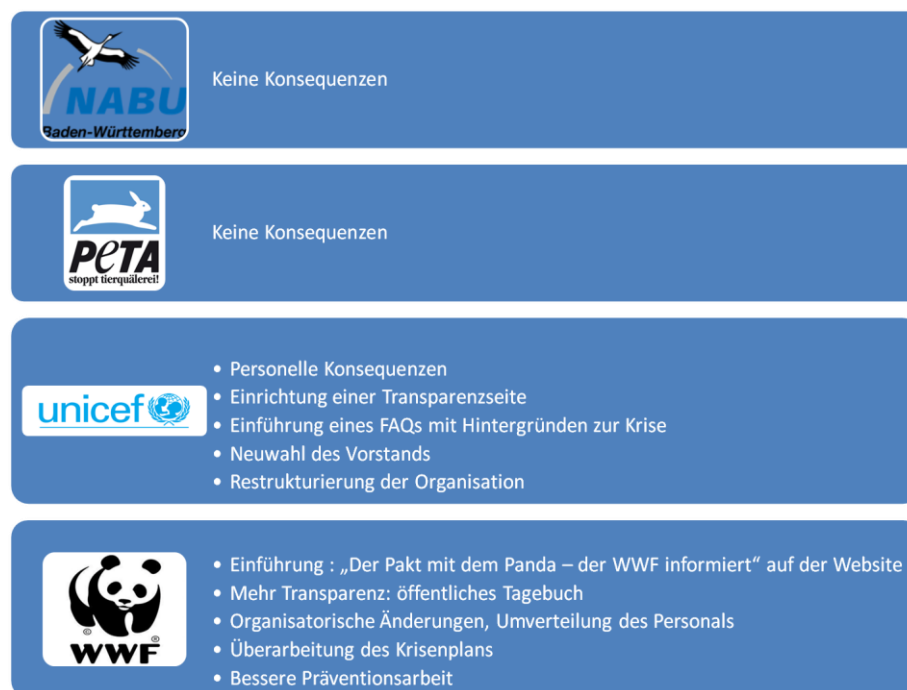 NABU
Baden-Württemberg
Keine Konsequenzen
PeTA
stoppt tierquälerei!
Keine Konsequenzen
unicef
• Personelle Konsequenzen
• Einrichtung einer Transparenzseite
• Einführung eines FAQs mit Hintergründen zur Krise
• Neuwahl des Vorstands
• Restrukturierung der Organisation
© ®
WWF
• Einführung : „Der Pakt mit dem Panda – der WWF informiert“ auf der Website
• Mehr Transparenz: öffentliches Tagebuch
• Organisatorische Änderungen, Umverteilung des Personals
• Überarbeitung des Krisenplans
• Bessere Präventionsarbeit